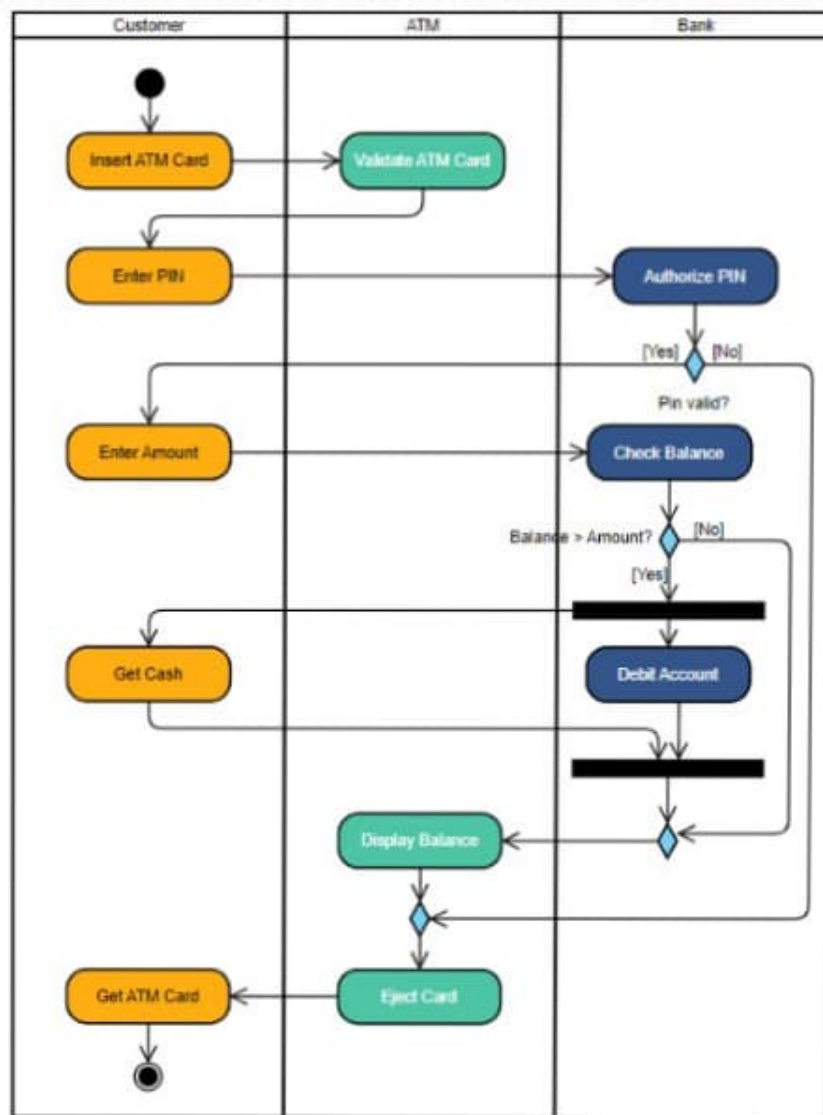 Customer
ATM
Bank
Insert ATM Card
Validate ATM Card
Enter PIN
Authorize PIN
[Yes]
[No]
Pin valid?
Enter Amount
Check Balance
Balance > Amount?
[No]
[Yes]
Get Cash
Debit Account
Display Balance
Get ATM Card
Eject Card